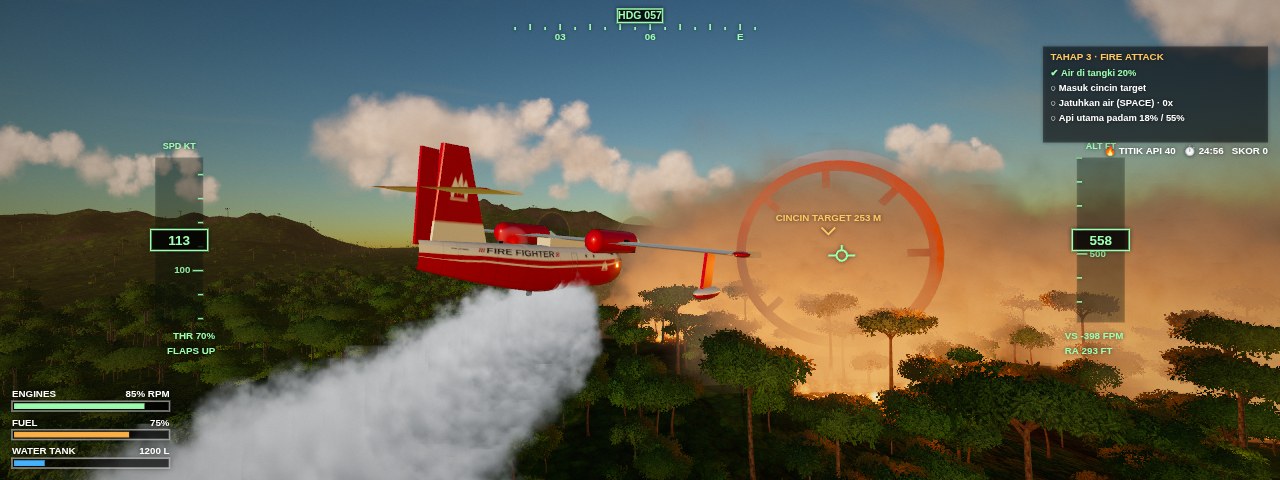 HDG 057
03 06 E
TAHAP 3 · FIRE ATTACK
✔ Air di tangki 20%
○ Masuk cincin target
○ Jatuhkan air (SPACE) · 0x
○ Api utama padam 18% / 55%
TITIK API 40 24:56 SKOR 0
SPD KT
ALT FT
113
100
558
500
CINCIN TARGET 253 M
FIRE FIGHTER
THR 70%
FLAPS UP
VS -398 FPM
RA 293 FT
ENGINES 85% RPM
FUEL 75%
WATER TANK 1200 L